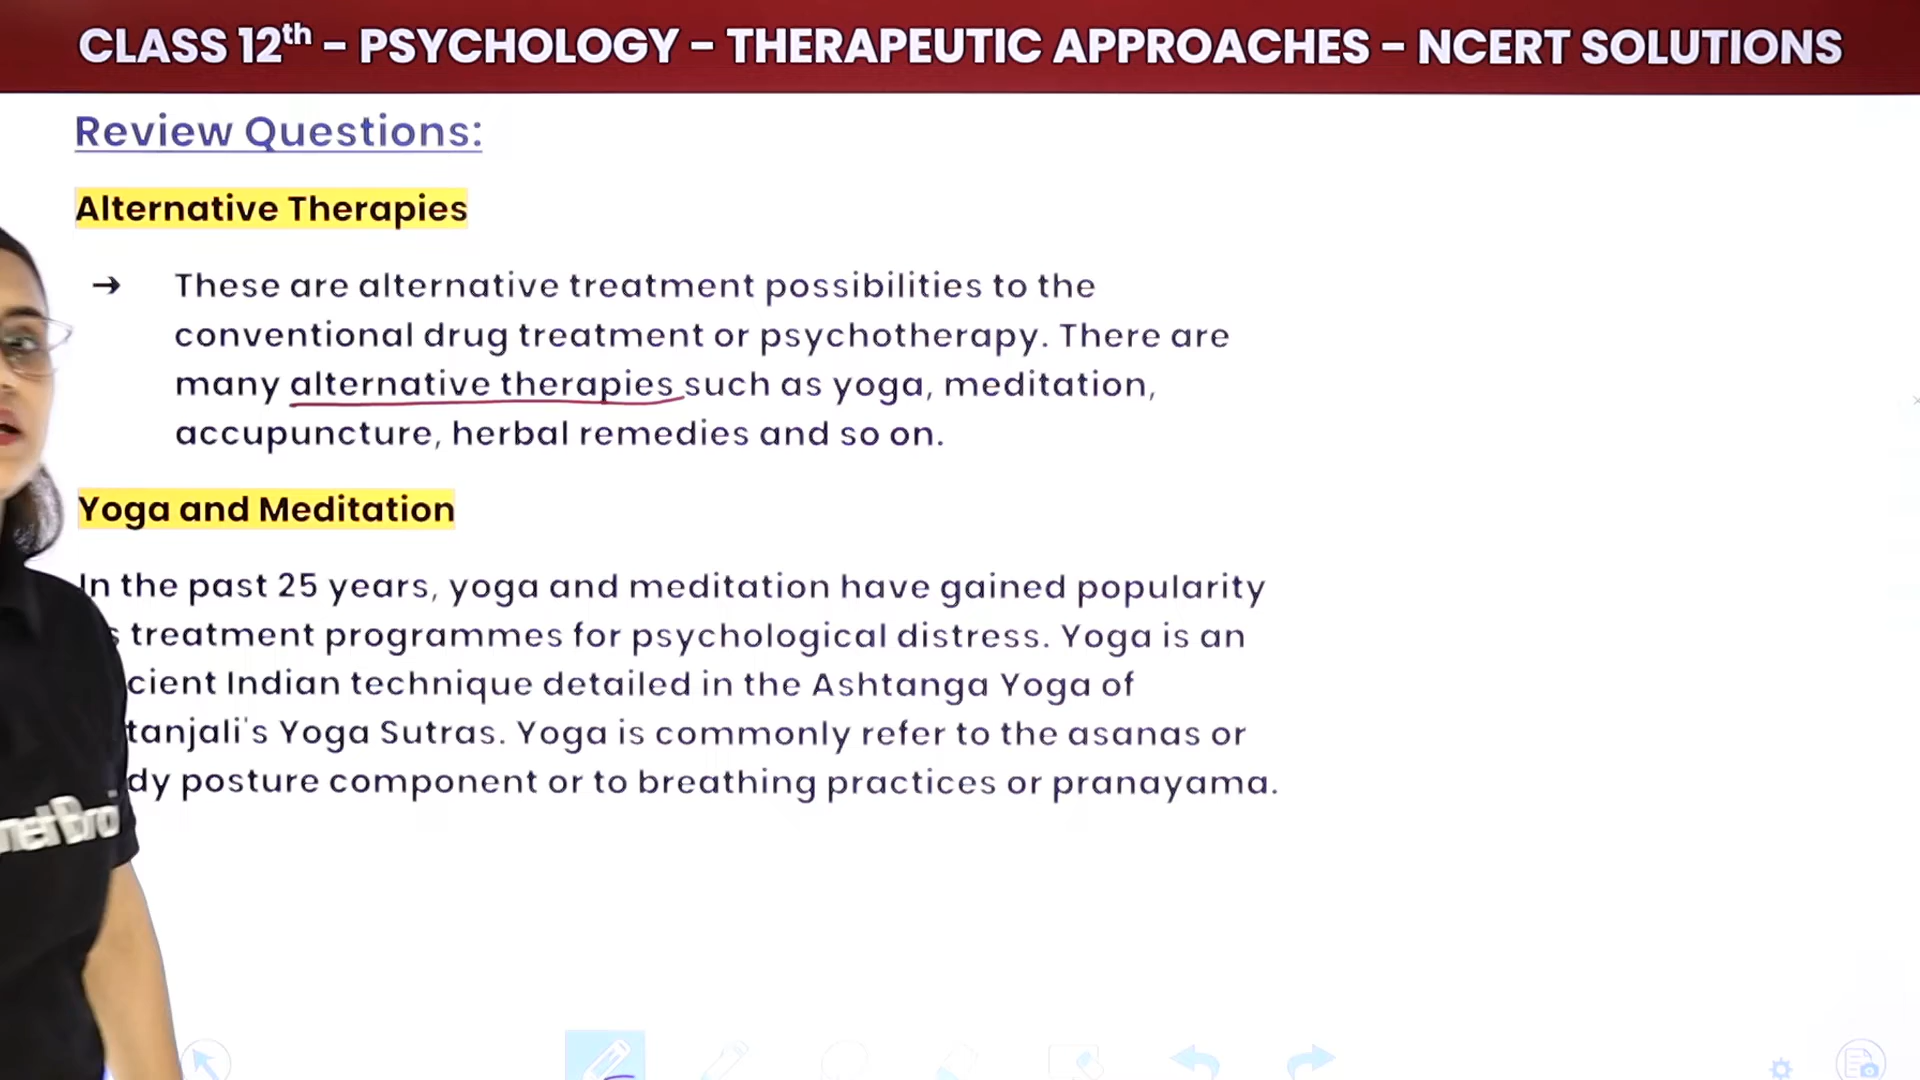 CLASS 12th – PSYCHOLOGY – THERAPEUTIC APPROACHES – NCERT SOLUTIONS
Review Questions:
Alternative Therapies
→ These are alternative treatment possibilities to the
conventional drug treatment or psychotherapy. There are
many alternative therapies such as yoga, meditation,
accupuncture, herbal remedies and so on.
Yoga and Meditation
In the past 25 years, yoga and meditation have gained popularity
treatment programmes for psychological distress. Yoga is an
cient Indian technique detailed in the Ashtanga Yoga of
tanjali's Yoga Sutras. Yoga is commonly refer to the asanas or
dy posture component or to breathing practices or pranayama.